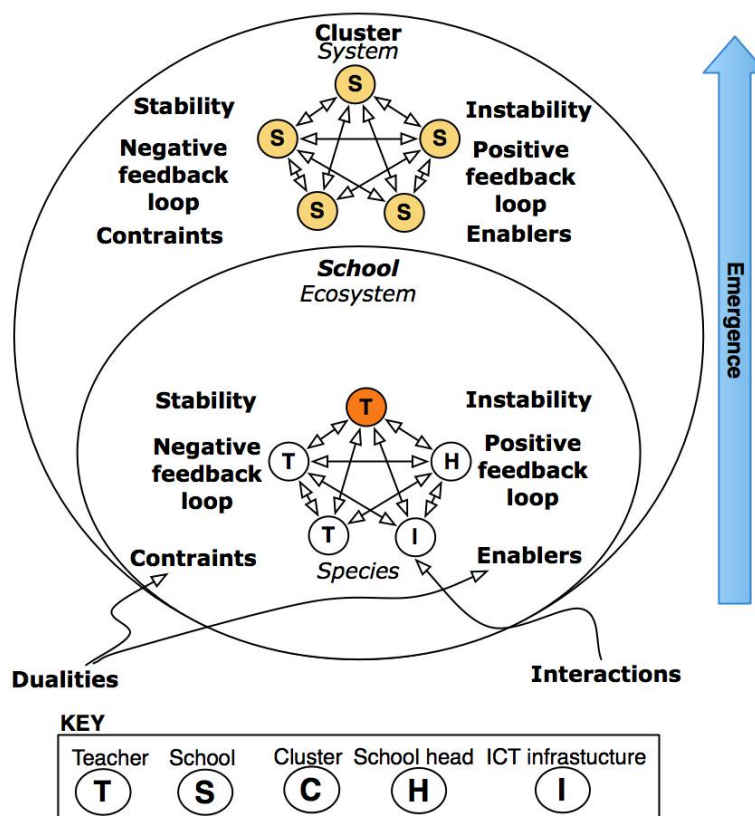 Cluster
System
S
Stability
Instability
S
S
Negative
feedback
loop
Positive
feedback
loop
S
S
Contraints
Enablers
School
Ecosystem
Stability
Instability
T
Negative
feedback
loop
Positive
feedback
loop
T
H
T
I
Contraints
Enablers
Species
Dualities
Interactions
Emergence
KEY
Teacher School Cluster School head ICT infrastucture
T S C H I